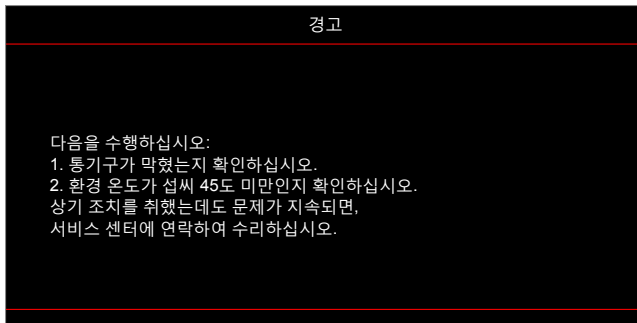 경고
다음을 수행하십시오:
1. 통기구가 막혔는지 확인하십시오.
2. 환경 온도가 섭씨 45도 미만인지 확인하십시오.
상기 조치를 취했는데도 문제가 지속되면,
서비스 센터에 연락하여 수리하십시오.